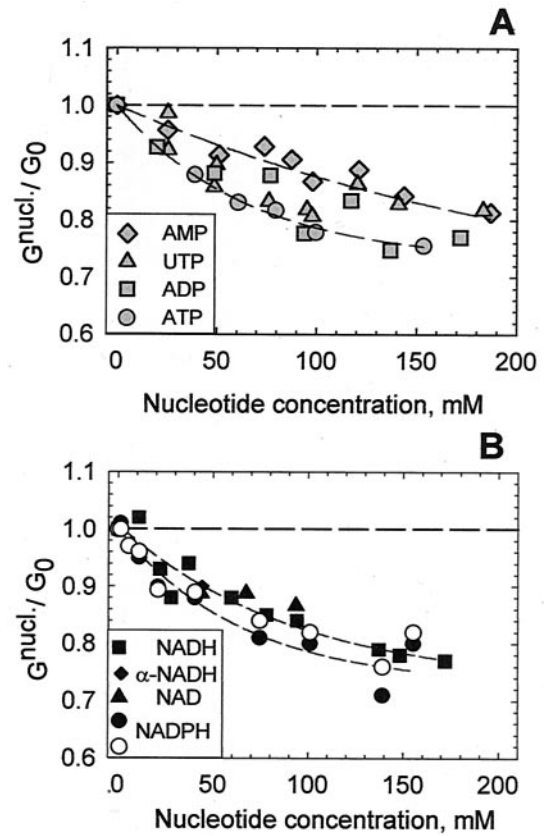 A
1.1
1.0
0.9
0.8
0.7
0.6
G^nucl./ G₀
AMP
UTP
ADP
ATP
0 50 100 150 200
Nucleotide concentration, mM
B
1.1
1.0
0.9
0.8
0.7
0.6
G^nucl./ G₀
NADH
α-NADH
NAD
NADPH
.0 50 100 150 200
Nucleotide concentration, mM